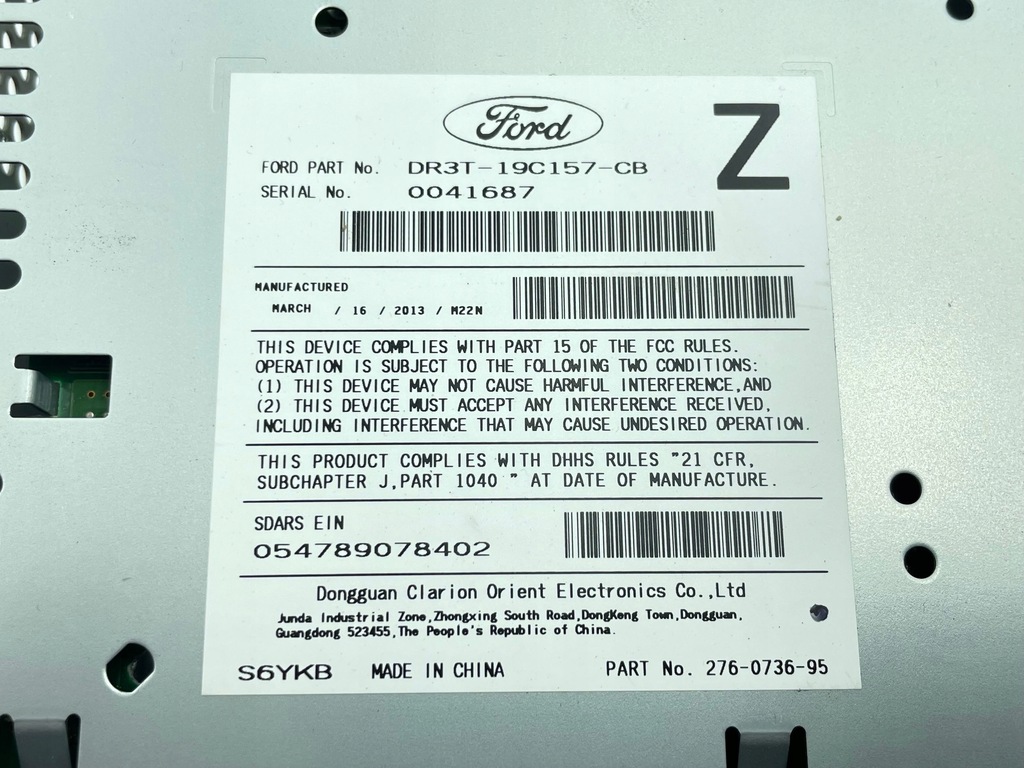 Ford
Z
FORD PART No. DR3T-19C157-CB
SERIAL No. 0041687
MANUFACTURED
MARCH / 16 / 2013 / M22N
THIS DEVICE COMPLIES WITH PART 15 OF THE FCC RULES.
OPERATION IS SUBJECT TO THE FOLLOWING TWO CONDITIONS:
(1) THIS DEVICE MAY NOT CAUSE HARMFUL INTERFERENCE,AND
(2) THIS DEVICE MUST ACCEPT ANY INTERFERENCE RECEIVED,
INCLUDING INTERFERENCE THAT MAY CAUSE UNDESIRED OPERATION.
THIS PRODUCT COMPLIES WITH DHHS RULES "21 CFR,
SUBCHAPTER J,PART 1040 " AT DATE OF MANUFACTURE.
SDARS EIN
054789078402
Dongguan Clarion Orient Electronics Co.,Ltd
Junda Industrial Zone,Zhongxing South Road,DongKeng Town,Dongguan,
Guangdong 523455,The People's Republic of China.
S6YKB MADE IN CHINA PART No. 276-0736-95